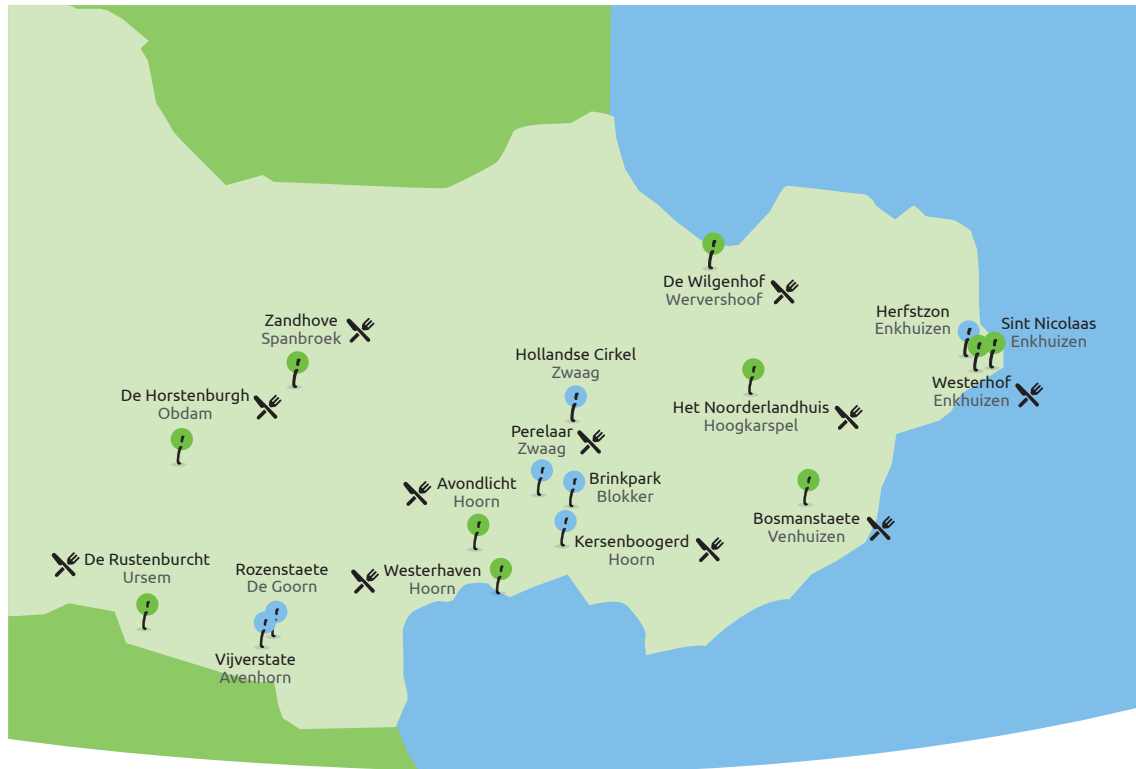 De Wilgenhof
Wervershoof
Herfstzon
Enkhuizen
Sint Nicolaas
Enkhuizen
Zandhove
Spanbroek
Hollandse Cirkel
Zwaag
Westerhof
Enkhuizen
De Horstenburgh
Obdam
Het Noorderlandhuis
Hoogkarspel
Perelaar
Zwaag
Avondlicht
Hoorn
Brinkpark
Blokker
Bosmanstaete
Venhuizen
Kersenboogerd
Hoorn
De Rustenburcht
Ursem
Rozenstaete
De Goorn
Westerhaven
Hoorn
Vijverstate
Avenhorn